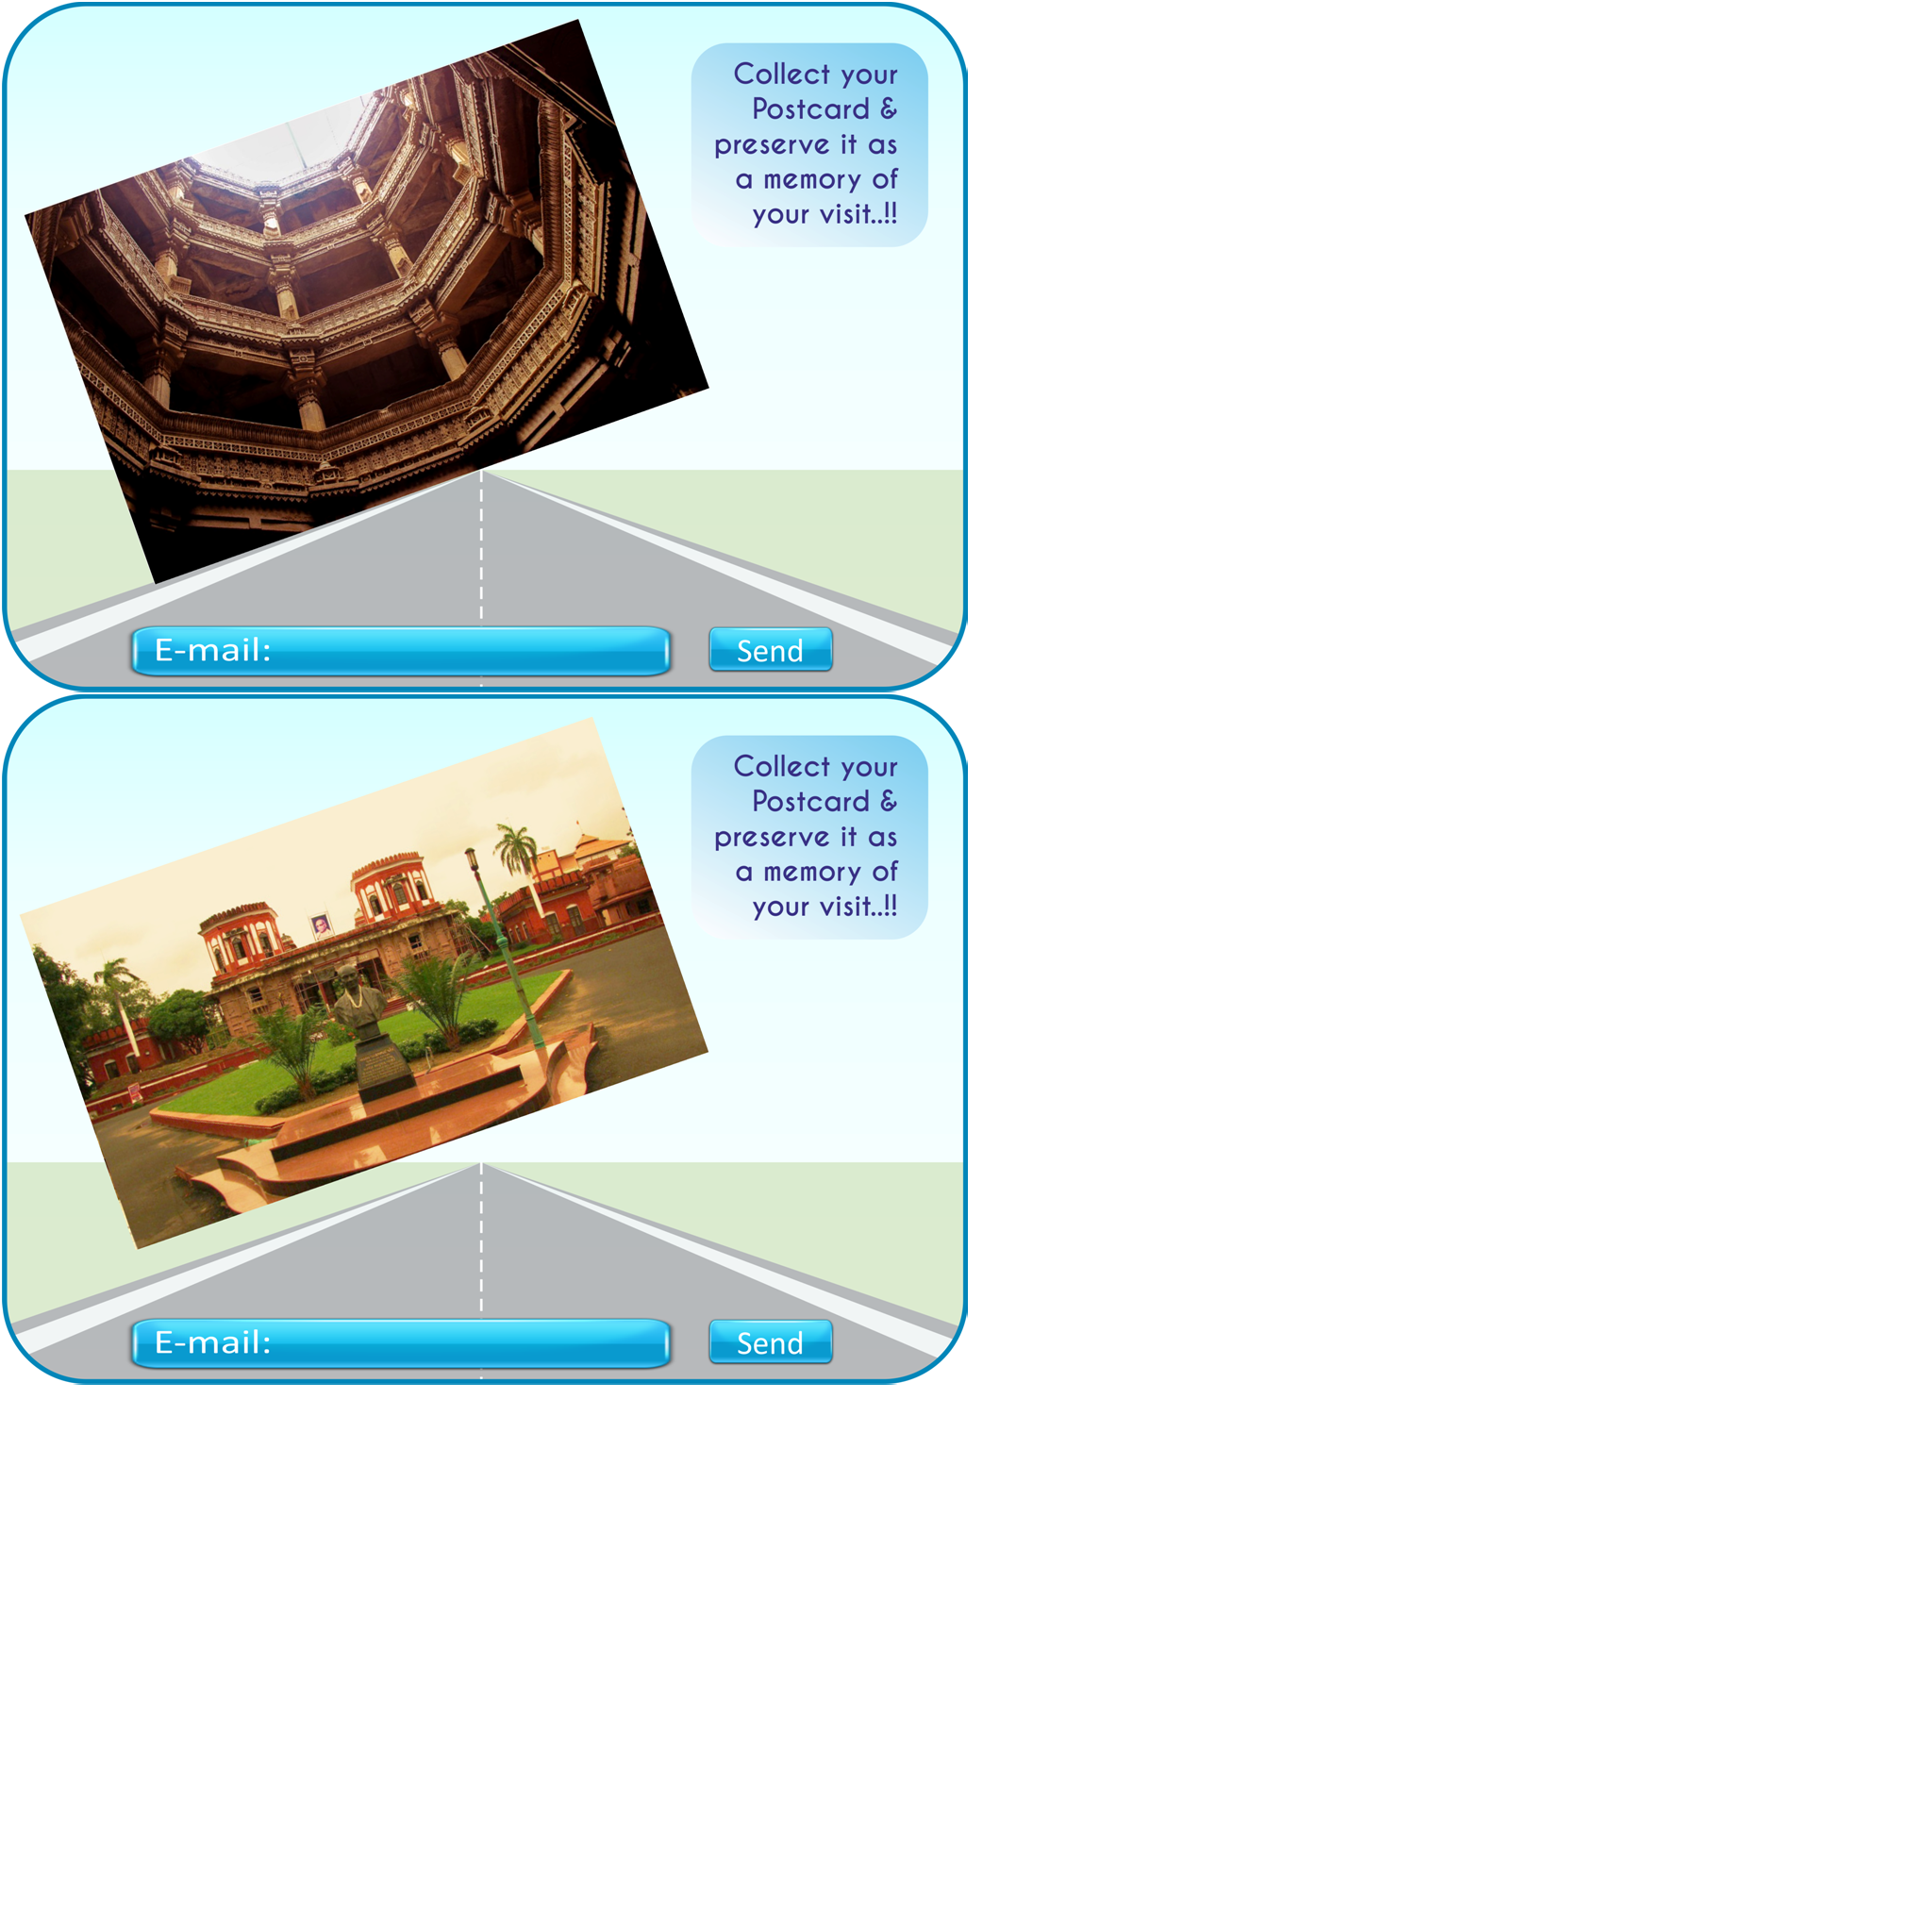 Collect your
Postcard &
preserve it as
a memory of
your visit..!!
E-mail:
Send
Collect your
Postcard &
preserve it as
a memory of
your visit..!!
E-mail:
Send